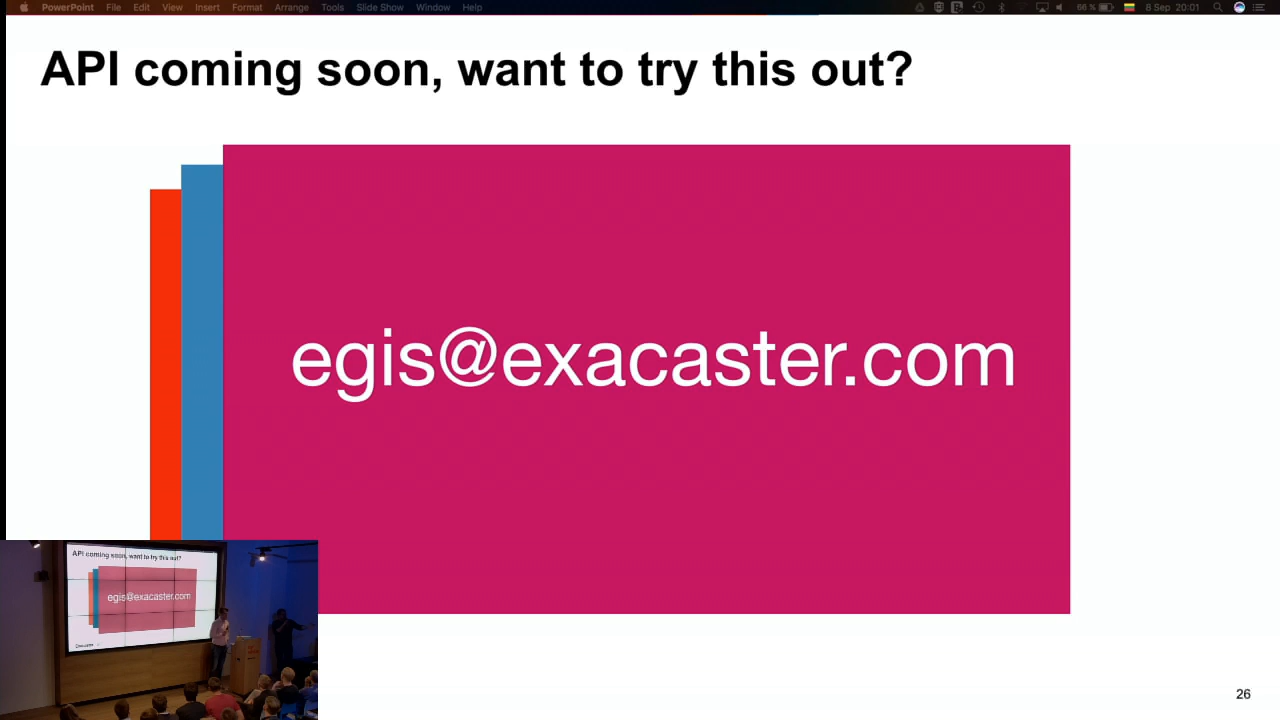 PowerPoint File Edit View Insert Format Arrange Tools Slide Show Window Help 66 % 8 Sep 20:01
API coming soon, want to try this out?
egis@exacaster.com
API coming soon, want to try this out?
egis@exacaster.com
26